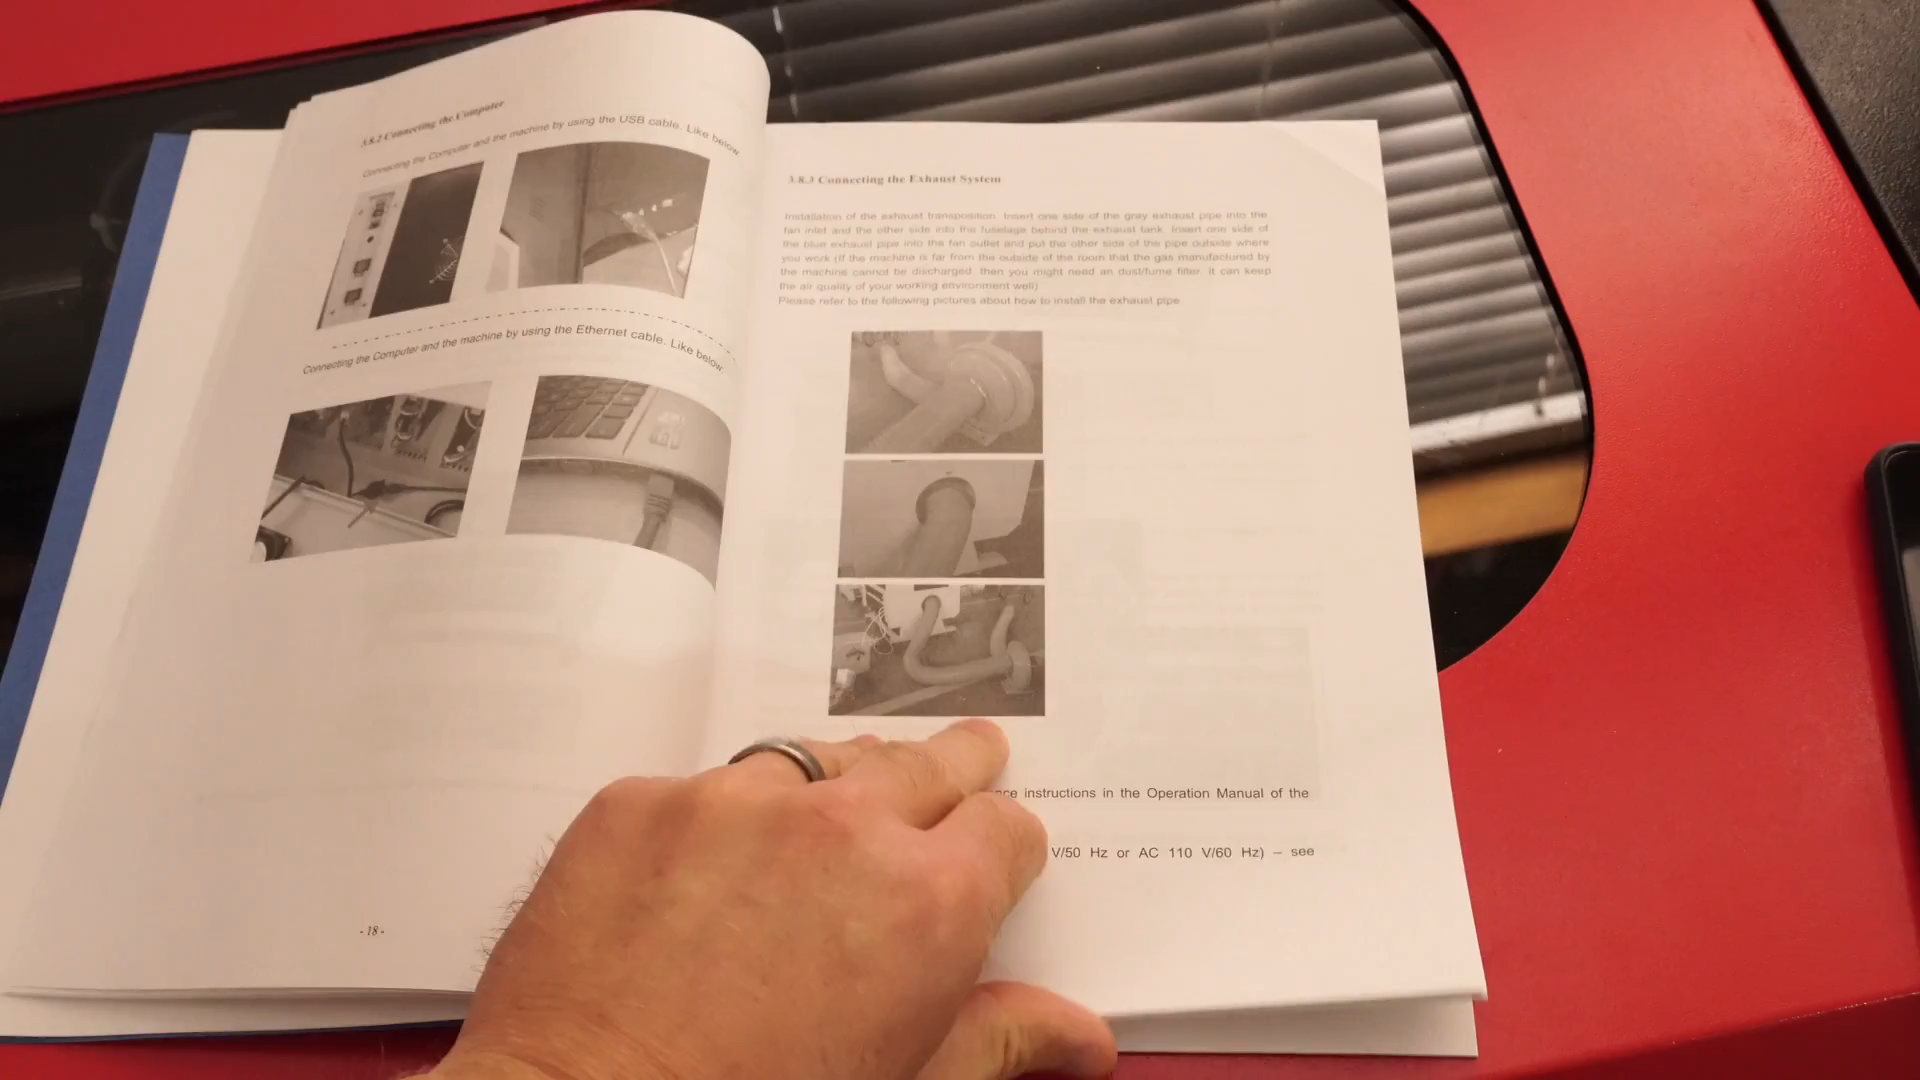 3.8.2 Connecting the Computer
Connecting the Computer and the machine by using the USB cable. Like below
Connecting the Computer and the machine by using the Ethernet cable. Like below.
- 18 -
3.8.3 Connecting the Exhaust System
Installation of the exhaust transposition. Insert one side of the gray exhaust pipe into the
fan inlet and the other side into the fuselage behind the exhaust tank. Insert one side of
the blue exhaust pipe into the fan outlet and put the other side of the pipe outside where
you work (If the machine is far from the outside of the room that the gas manufactured by
the machine cannot be discharged, then you might need an dust/fume filter, it can keep
the air quality of your working environment well)
Please refer to the following pictures about how to install the exhaust pipe
instructions in the Operation Manual of the
V/50 Hz or AC 110 V/60 Hz) – see